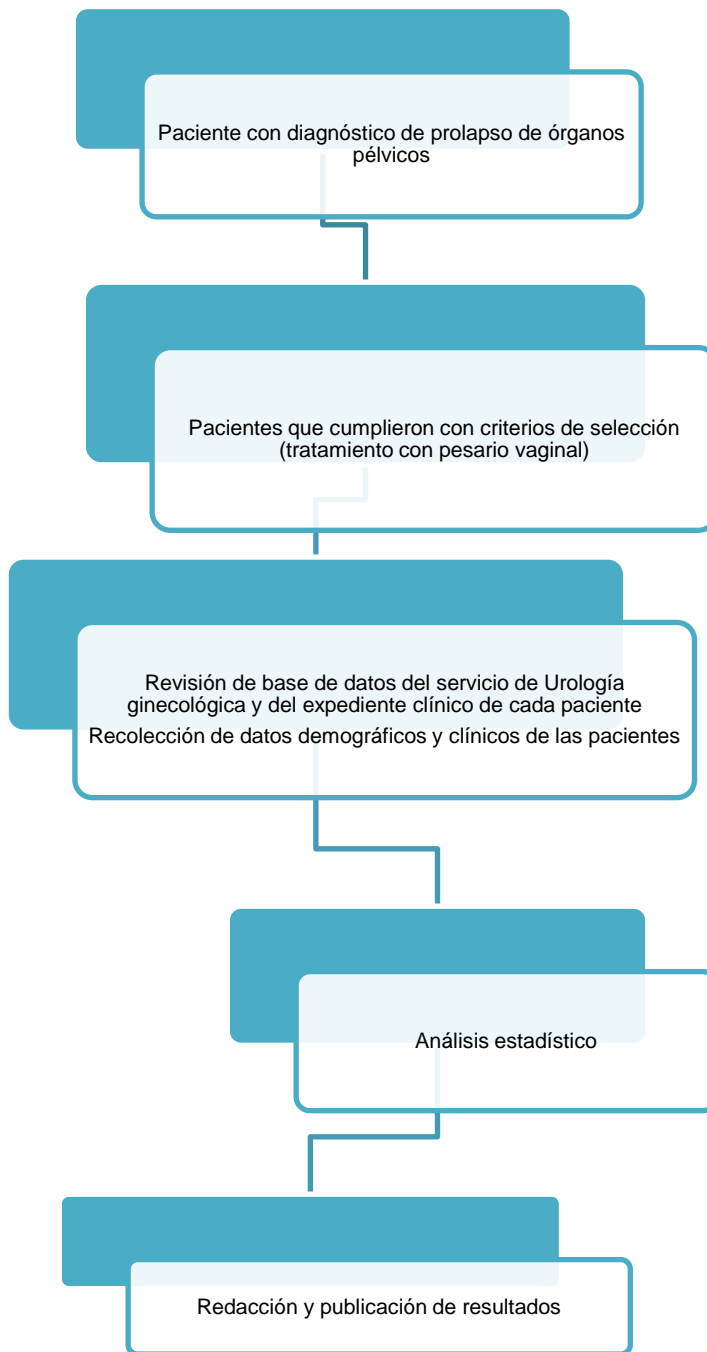 Paciente con diagnóstico de prolapso de órganos
pélvicos
Pacientes que cumplieron con criterios de selección
(tratamiento con pesario vaginal)
Revisión de base de datos del servicio de Urología
ginecológica y del expediente clínico de cada paciente
Recolección de datos demográficos y clínicos de las pacientes
Análisis estadístico
Redacción y publicación de resultados